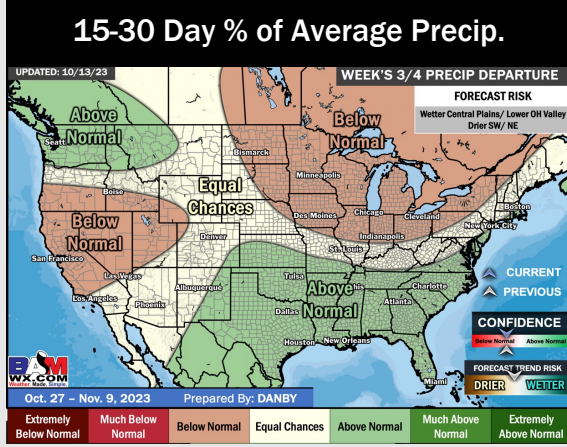 15-30 Day % of Average Precip.
UPDATED: 10/13/23
WEEK'S 3/4 PRECIP DEPARTURE
FORECAST RISK
Wetter Central Plains/ Lower OH Valley
Drier SW/ NE
Above
Normal
Seatt
Below
Normal
Bismarck
Minneapolis
Boise
Equal
Chances
Below
Normal
Des Moines
Chicago
Cleveland
Boston
New York City
Indianapolis
Denver
St. Louis
San Francisco
Las Vegas
Los Angeles
Albuquerque
Phoenix
Tulsa
Above
Normal
his
Charlotte
Atlanta
Dallas
Houston
New Orleans
Miami
CURRENT
PREVIOUS
CONFIDENCE
Below Normal
Above Normal
FORECAST TREND RISK
DRIER
WETTER
BAM
WX.COM
Weather. Made. Simple.
Oct. 27 – Nov. 9, 2023
Prepared By: DANBY
Extremely
Below Normal
Much Below
Normal
Below Normal
Equal Chances
Above Normal
Much Above
Normal
Extremely
Above Normal